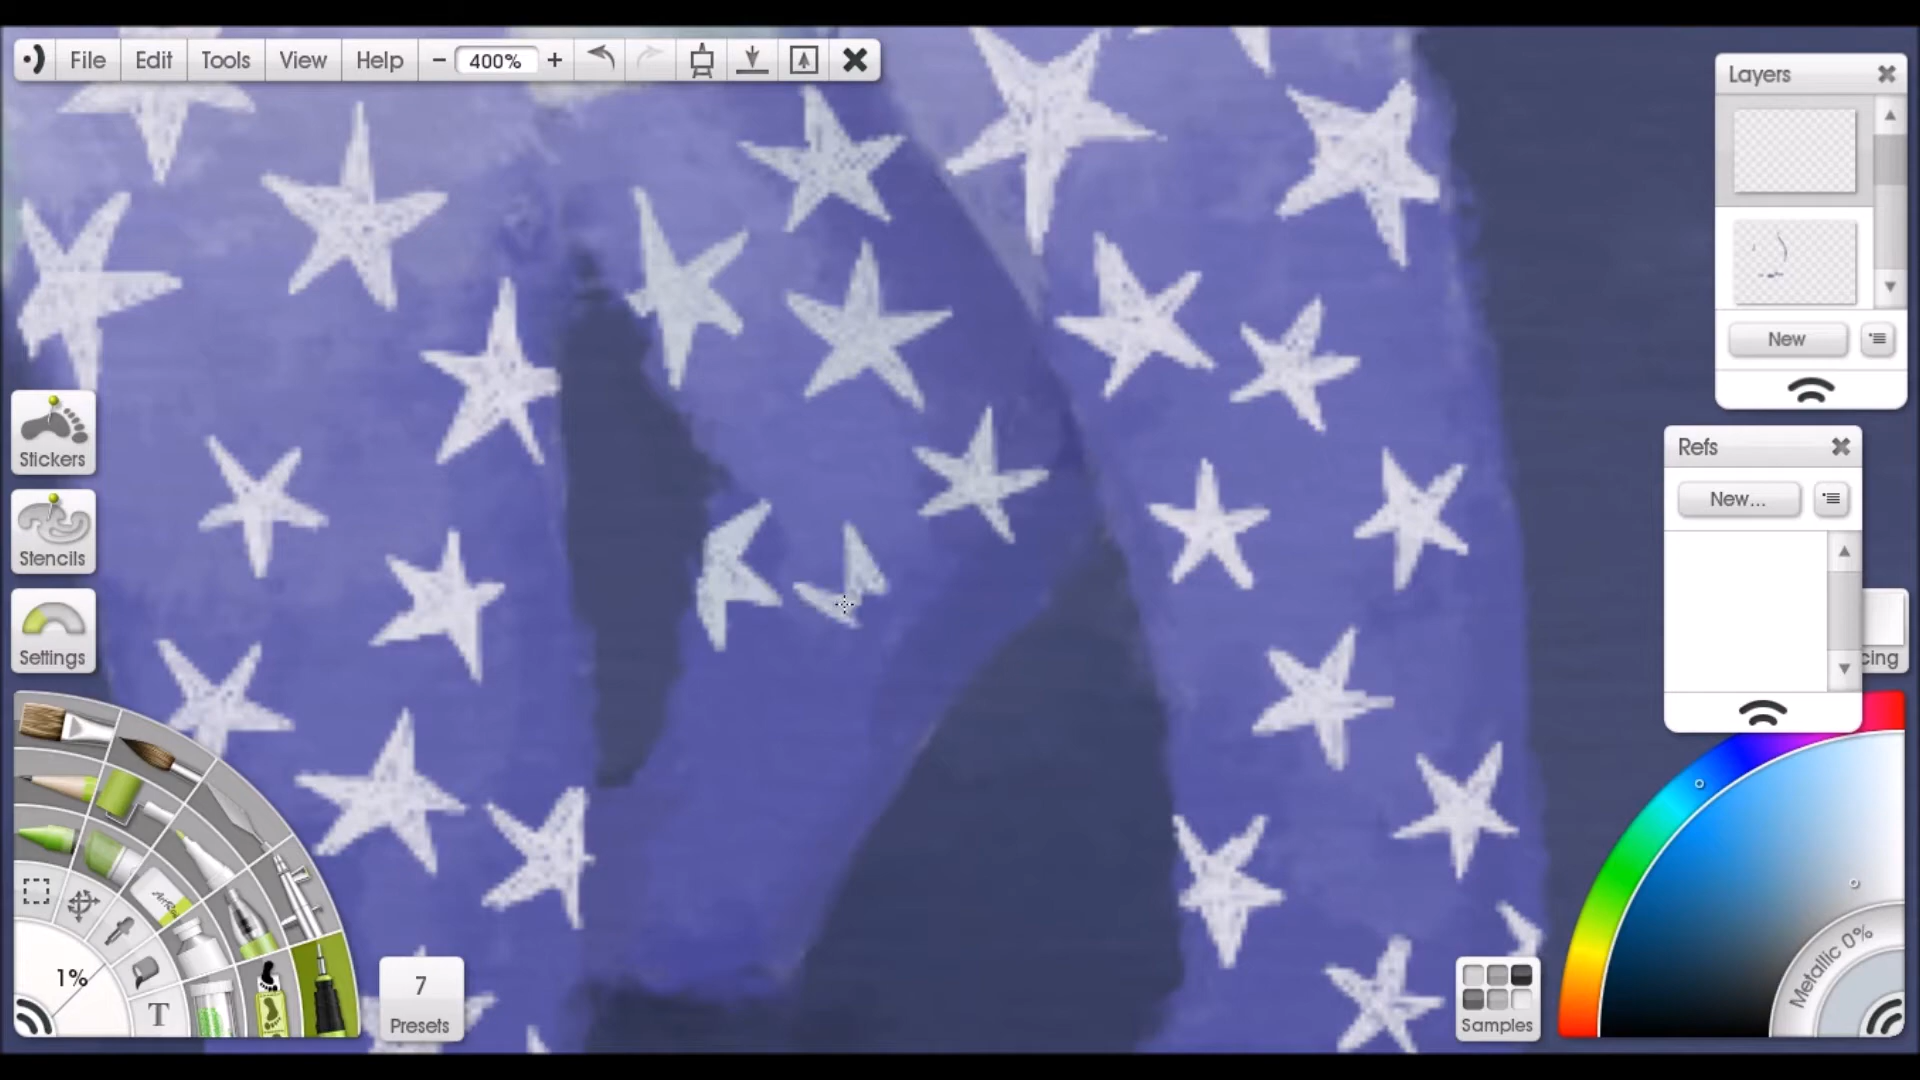 File Edit Tools View Help − 400% +
Layers
New
Refs
New...
Stickers
Stencils
Settings
cing
1%
T
7
Presets
Samples
Metallic 0%